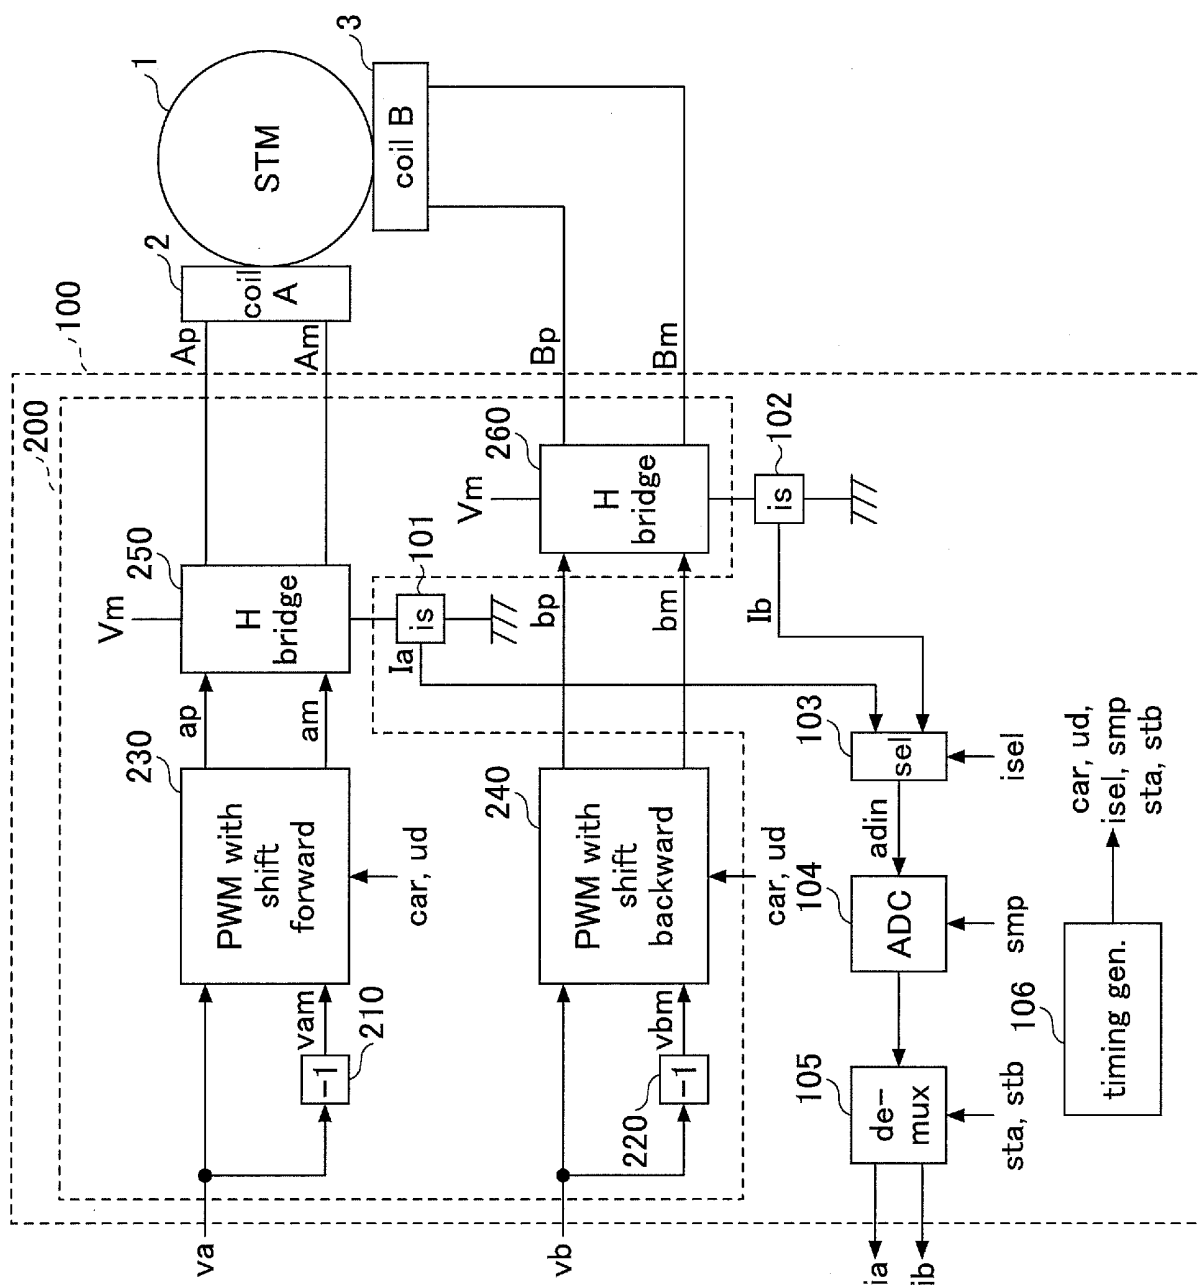 100
200
va
-1
210
vam
PWM with
shift
forward
230
car, ud
ap
am
Vm
H
bridge
250
Ap
Am
coil
A
2
STM
1
coil B
3
is
101
Ia
vb
-1
220
vbm
PWM with
shift
backward
240
car, ud
bp
bm
Vm
H
bridge
260
Bp
Bm
is
102
Ib
ia
ib
de-
mux
105
sta, stb
ADC
104
smp
adin
sel
103
isel
timing gen.
106
car, ud,
isel, smp
sta, stb